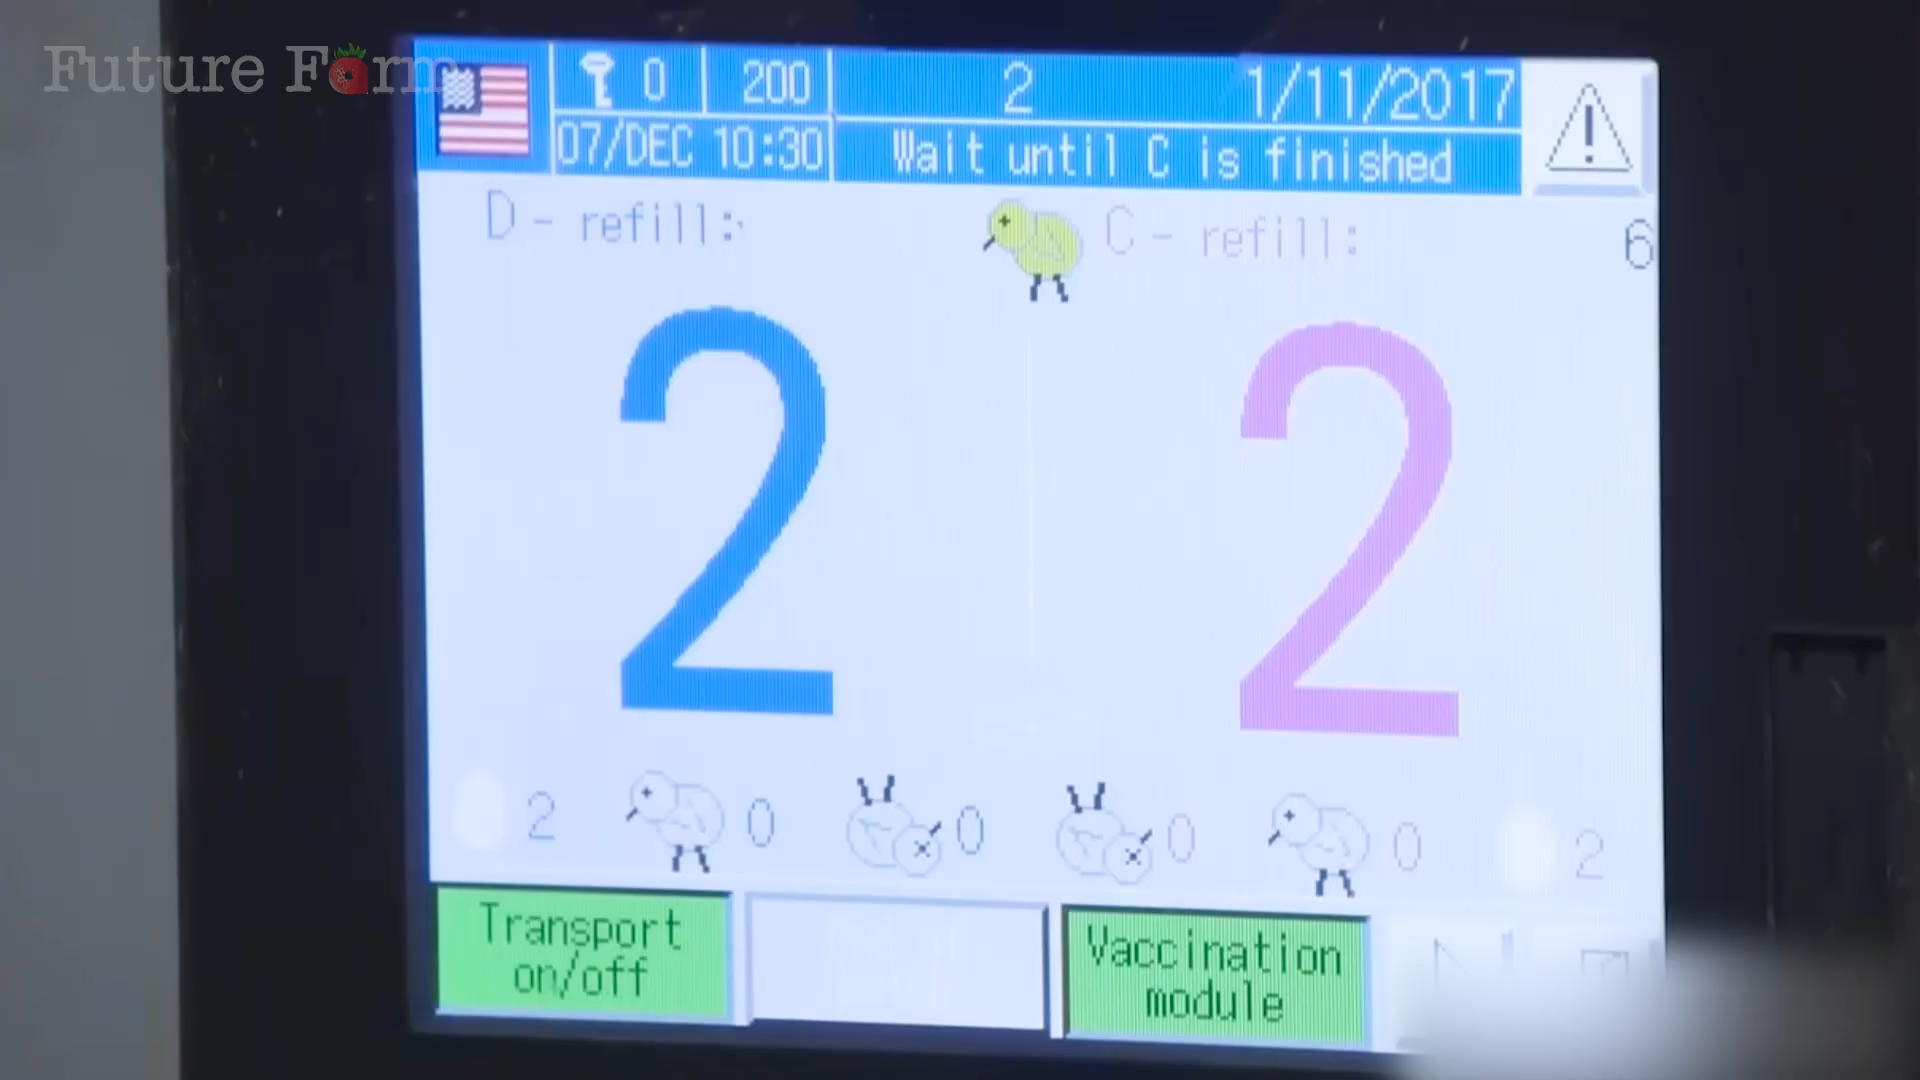 Future Farm
0 200 2 1/11/2017
07/DEC 10:30 Wait until C is finished
D - refill: C - refill: 6
2 2
2 0 0 0 0 2
Transport
on/off
Vaccination
module